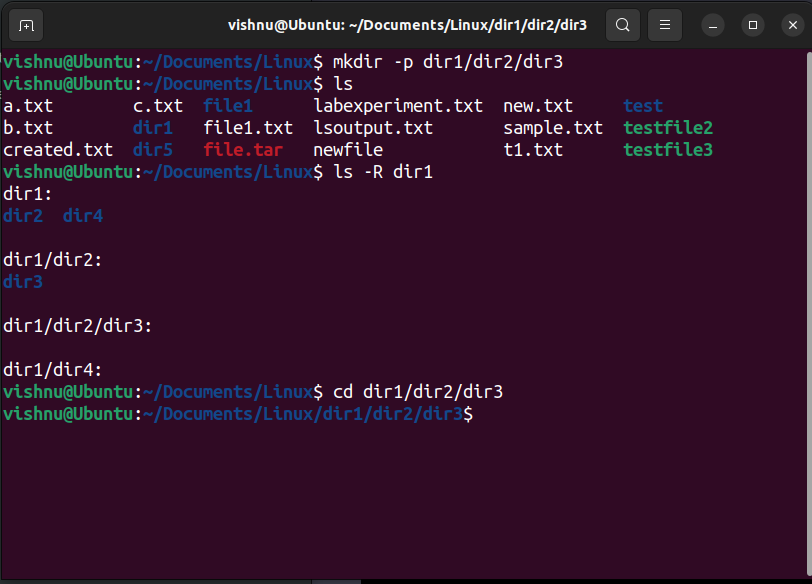 vishnu@Ubuntu: ~/Documents/Linux/dir1/dir2/dir3
vishnu@Ubuntu:~/Documents/Linux$ mkdir -p dir1/dir2/dir3
vishnu@Ubuntu:~/Documents/Linux$ ls
a.txt c.txt file1 labexperiment.txt new.txt test
b.txt dir1 file1.txt lsoutput.txt sample.txt testfile2
created.txt dir5 file.tar newfile t1.txt testfile3
vishnu@Ubuntu:~/Documents/Linux$ ls -R dir1
dir1:
dir2 dir4
dir1/dir2:
dir3
dir1/dir2/dir3:
dir1/dir4:
vishnu@Ubuntu:~/Documents/Linux$ cd dir1/dir2/dir3
vishnu@Ubuntu:~/Documents/Linux/dir1/dir2/dir3$